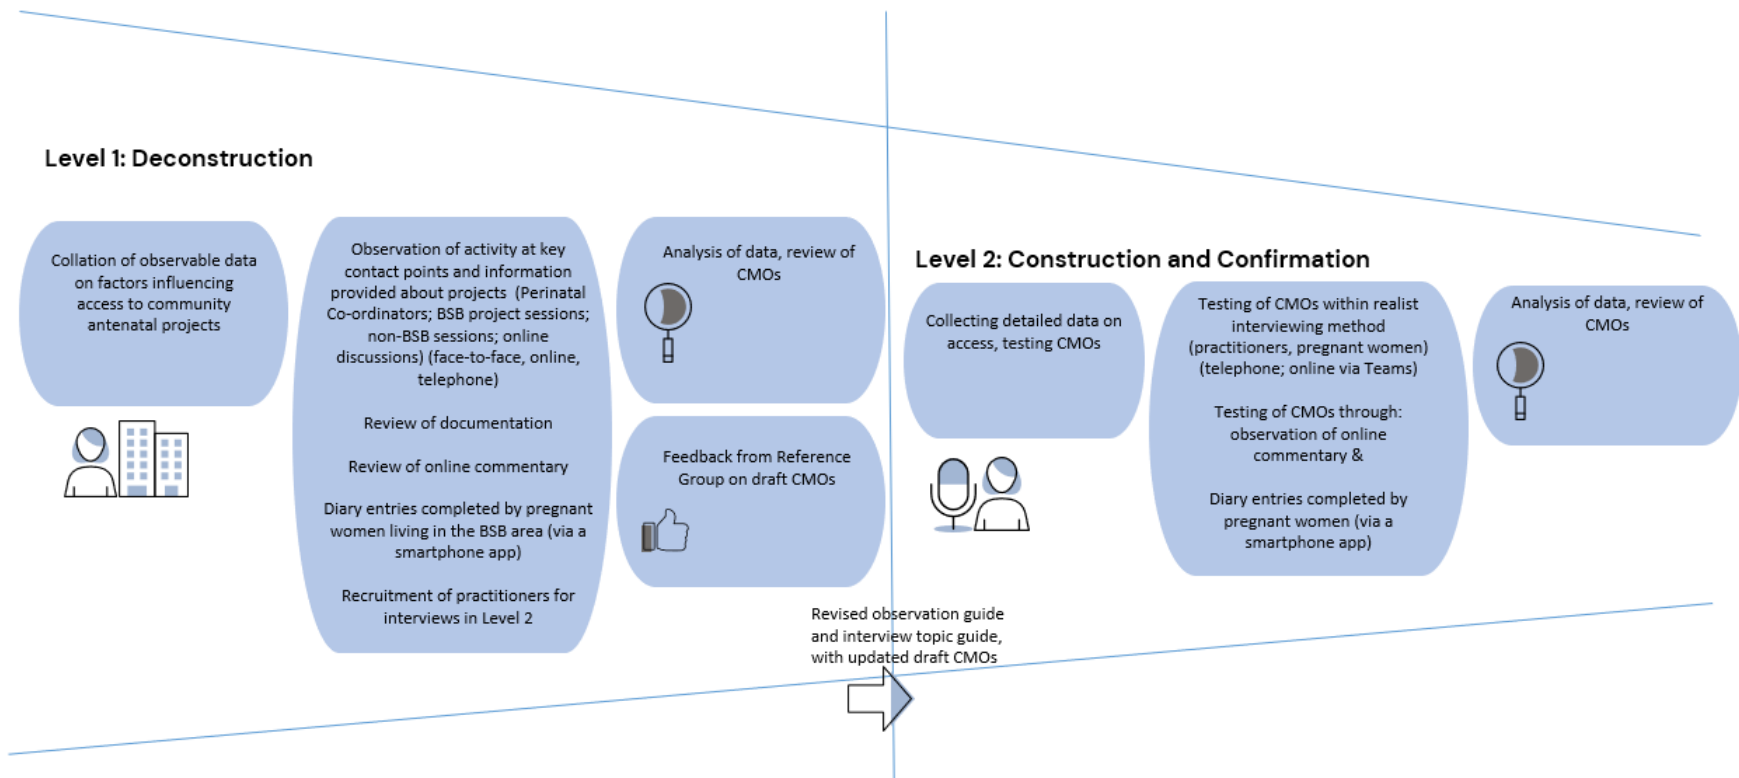 Level 1: Deconstruction
Collation of observable data
on factors influencing
access to community
antenatal projects
Observation of activity at key
contact points and information
provided about projects  (Perinatal
Co-ordinators; BSB project sessions;
non-BSB sessions; online
discussions) (face-to-face, online,
telephone)
Review of documentation
Review of online commentary
Diary entries completed by pregnant
women living in the BSB area (via a
smartphone app)
Recruitment of practitioners for
interviews in Level 2
Analysis of data, review of
CMOs
Feedback from Reference
Group on draft CMOs
Revised observation guide
and interview topic guide,
with updated draft CMOs
Level 2: Construction and Confirmation
Collecting detailed data on
access, testing CMOs
Testing of CMOs within realist
interviewing method
(practitioners, pregnant women)
(telephone; online via Teams)
Testing of CMOs through:
observation of online
commentary &
Diary entries completed by
pregnant women (via a
smartphone app)
Analysis of data, review of
CMOs